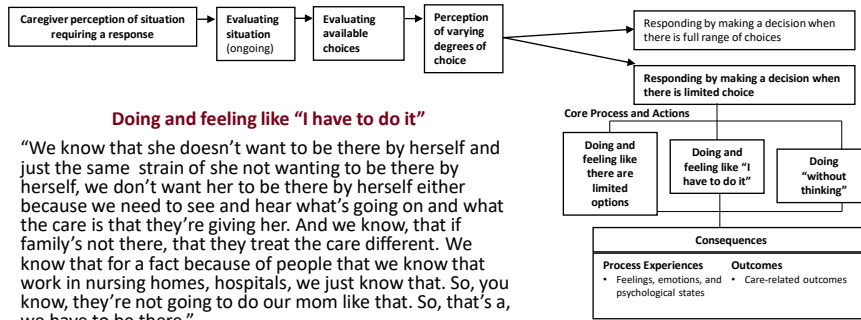 Caregiver perception of situation
requiring a response
Evaluating
situation
(ongoing)
Evaluating
available
choices
Perception
of varying
degrees of
choice
Responding by making a decision when
there is full range of choices
Responding by making a decision when
there is limited choice
Core Process and Actions
Doing and
feeling like
there are
limited
options
Doing and
feeling like “I
have to do it”
Doing
“without
thinking”
Consequences
Process Experiences
• Feelings, emotions, and
psychological states
Outcomes
• Care-related outcomes
Doing and feeling like “I have to do it”
“We know that she doesn’t want to be there by herself and
just the same strain of she not wanting to be there by
herself, we don’t want her to be there by herself either
because we need to see and hear what’s going on and what
the care is that they’re giving her. And we know, that if
family’s not there, that they treat the care different. We
know that for a fact because of people that we know that
work in nursing homes, hospitals, we just know that. So, you
know, they’re not going to do our mom like that. So, that’s a,
we have to be there.”